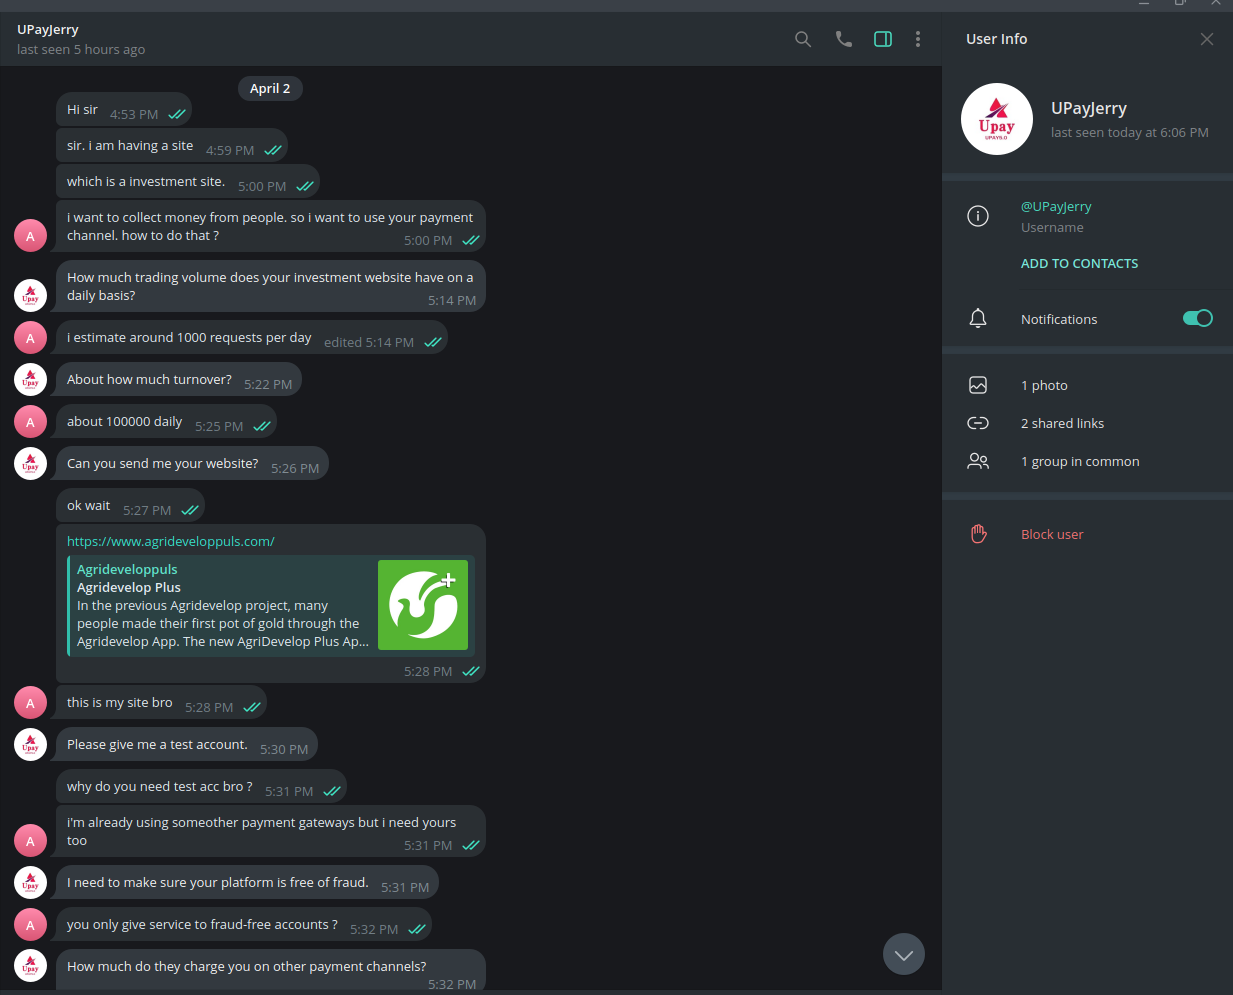 UPayJerry
last seen 5 hours ago
April 2
Hi sir 4:53 PM
sir. i am having a site 4:59 PM
which is a investment site. 5:00 PM
i want to collect money from people. so i want to use your payment
channel. how to do that ? 5:00 PM
A
How much trading volume does your investment website have on a
daily basis? 5:14 PM
Upay
A
i estimate around 1000 requests per day edited 5:14 PM
Upay
About how much turnover? 5:22 PM
A
about 100000 daily 5:25 PM
Upay
Can you send me your website? 5:26 PM
ok wait 5:27 PM
https://www.agrideveloppuls.com/
Agrideveloppuls
Agridevelop Plus
In the previous Agridevelop project, many
people made their first pot of gold through the
Agridevelop App. The new AgriDevelop Plus Ap...
5:28 PM
A
this is my site bro 5:28 PM
Upay
Please give me a test account. 5:30 PM
why do you need test acc bro ? 5:31 PM
i'm already using someother payment gateways but i need yours
too 5:31 PM
A
Upay
I need to make sure your platform is free of fraud. 5:31 PM
A
you only give service to fraud-free accounts ? 5:32 PM
Upay
How much do they charge you on other payment channels?
5:32 PM
User Info
Upay
UPAYS.O
UPayJerry
last seen today at 6:06 PM
@UPayJerry
Username
ADD TO CONTACTS
Notifications
1 photo
2 shared links
1 group in common
Block user